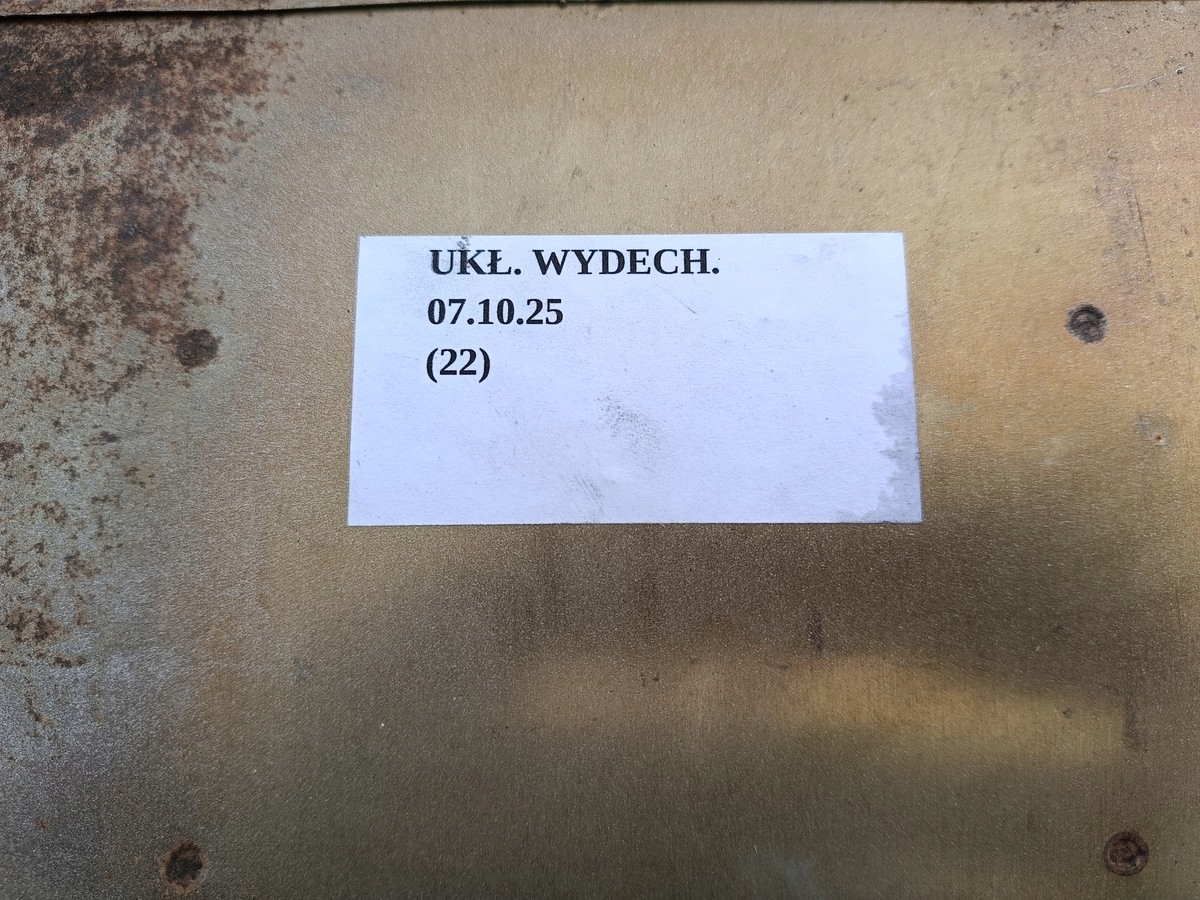 UKŁ. WYDECH.
07.10.25
(22)